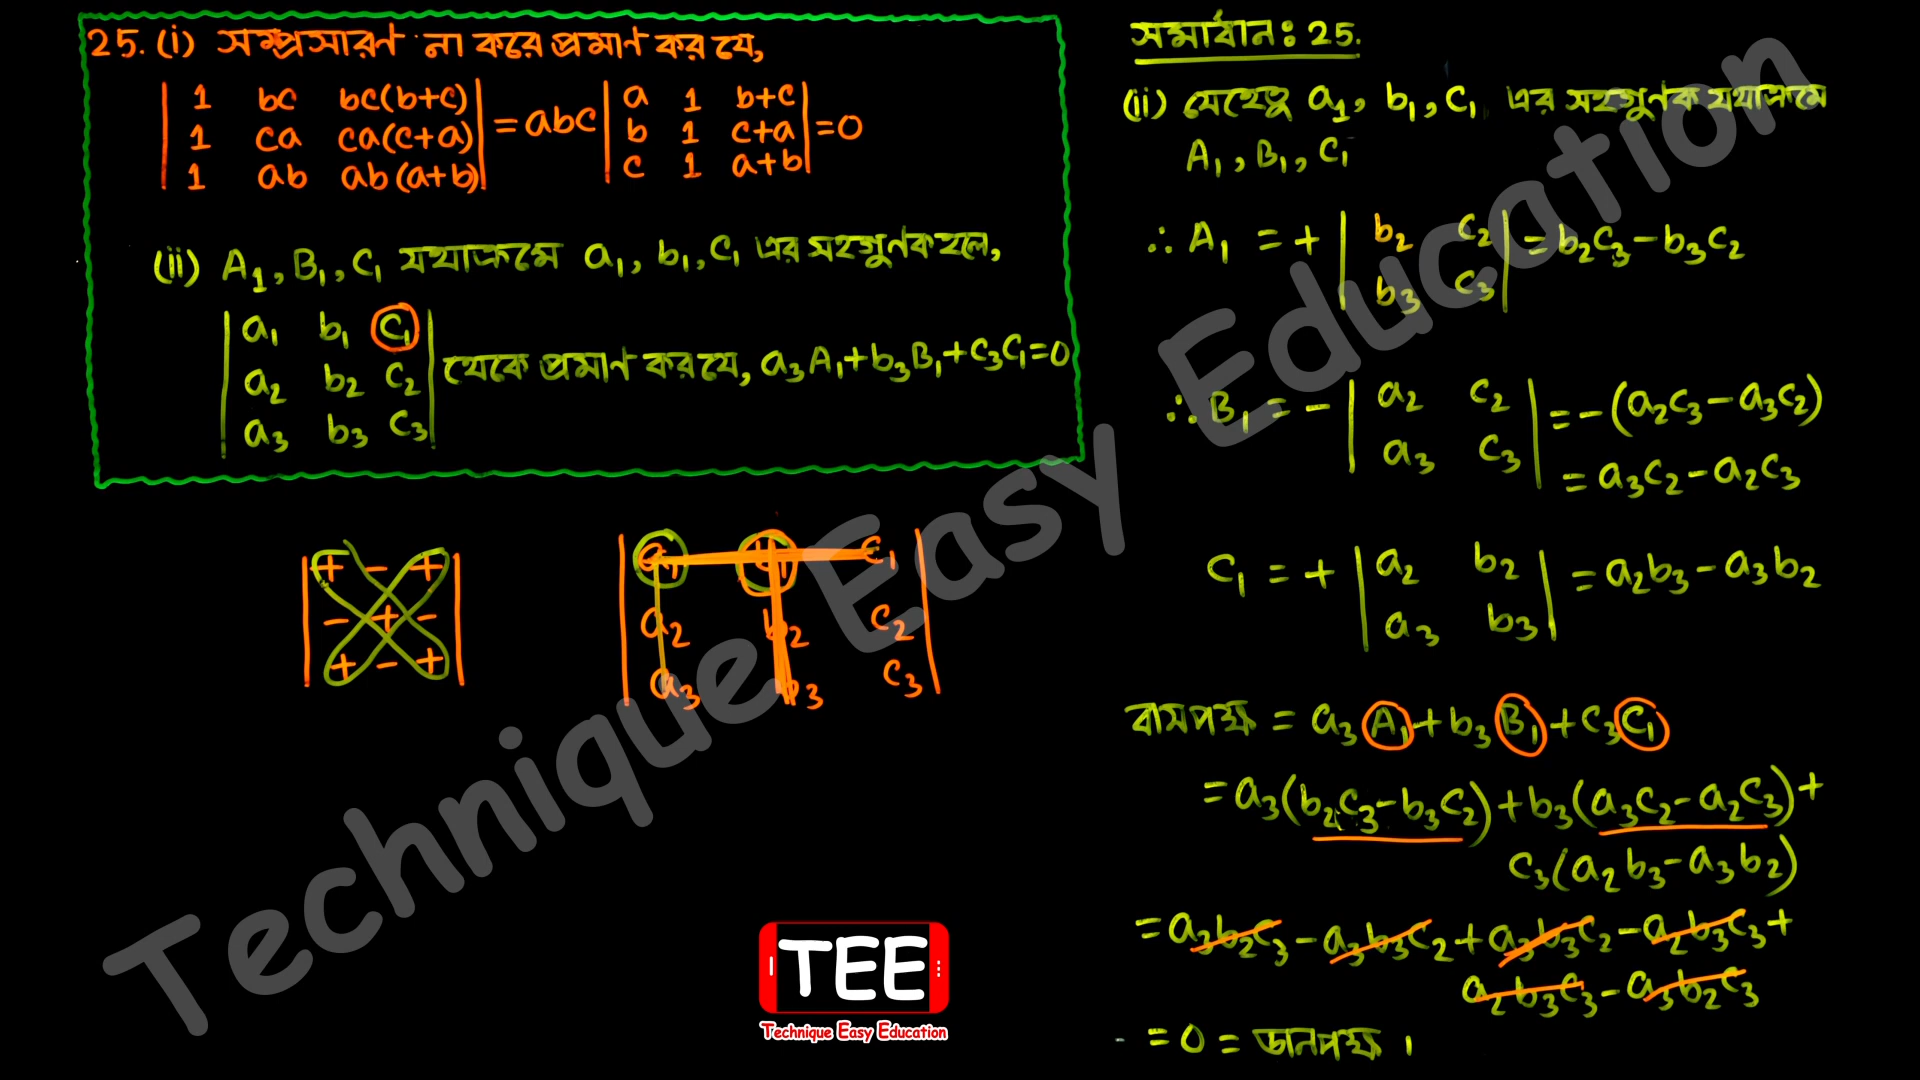 25. (i) সম্প্রসারণ না করে প্রমাণ কর যে,
| 1 bc bc(b+c) | = abc | a 1 b+c | = 0
| 1 ca ca(c+a) | | b 1 c+a |
| 1 ab ab(a+b) | | c 1 a+b |
(ii) A₁, B₁, C₁ যথাক্রমে a₁, b₁, C₁ এর সহগুণক হলে,
| a₁ b₁ c₁ |
| a₂ b₂ c₂ | থেকে প্রমাণ কর যে, a₃A₁+b₃B₁+C₃C₁=0
| a₃ b₃ c₃ |
| + - + |
| - + - |
| + - + |
| a₁ b₁ c₁ |
| a₂ b₂ c₂ |
| a₃ b₃ c₃ |
সমাধান: 25.
(ii) যেহেতু a₁, b₁, C₁ এর সহগুণক যথাক্রমে
A₁, B₁, C₁
∴ A₁ = + | b₂ c₂ | = b₂c₃ - b₃c₂
| b₃ c₃ |
∴ B₁ = - | a₂ c₂ | = -(a₂c₃ - a₃c₂)
| a₃ c₃ | = a₃c₂ - a₂c₃
C₁ = + | a₂ b₂ | = a₂b₃ - a₃b₂
| a₃ b₃ |
বামপক্ষ = a₃A₁ + b₃B₁ + c₃C₁
= a₃(b₂c₃ - b₃c₂) + b₃(a₃c₂ - a₂c₃) +
c₃(a₂b₃ - a₃b₂)
= a₃b₂c₃ - a₃b₃c₂ + a₃b₃c₂ - a₂b₃c₃ +
a₂b₃c₃ - a₃b₂c₃
= 0 = ডানপক্ষ।
Technique Easy Education
TEE
Technique Easy Education